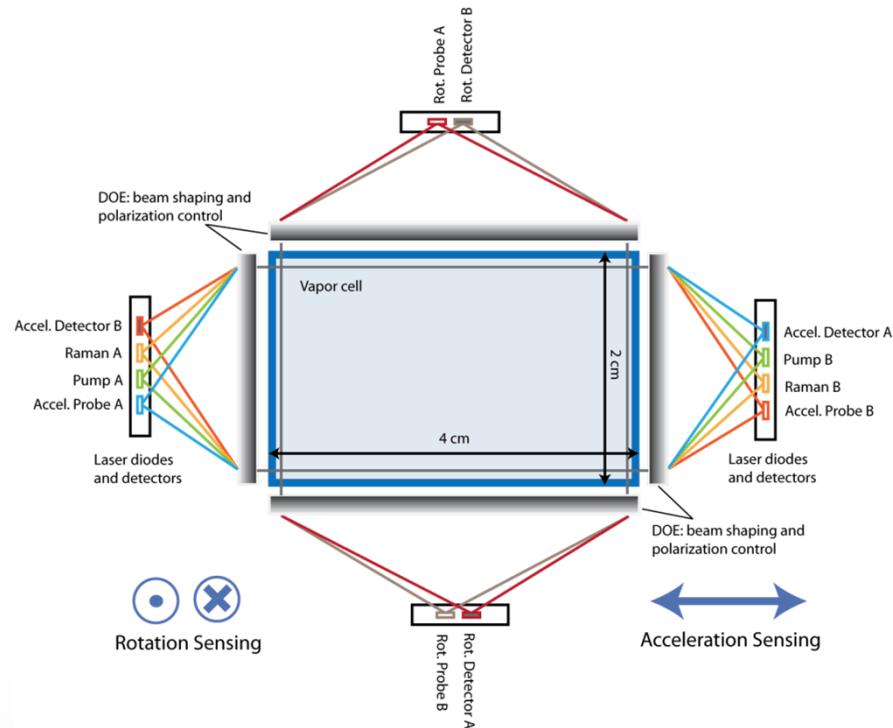 Rot. Probe A
Rot. Detector B
DOE: beam shaping and
polarization control
Vapor cell
Accel. Detector B
Raman A
Pump A
Accel. Probe A
Accel. Detector A
Pump B
Raman B
Accel. Probe B
2 cm
4 cm
Laser diodes
and detectors
Laser diodes
and detectors
DOE: beam shaping and
polarization control
Rotation Sensing
Acceleration Sensing
Rot. Probe B
Rot. Detector A